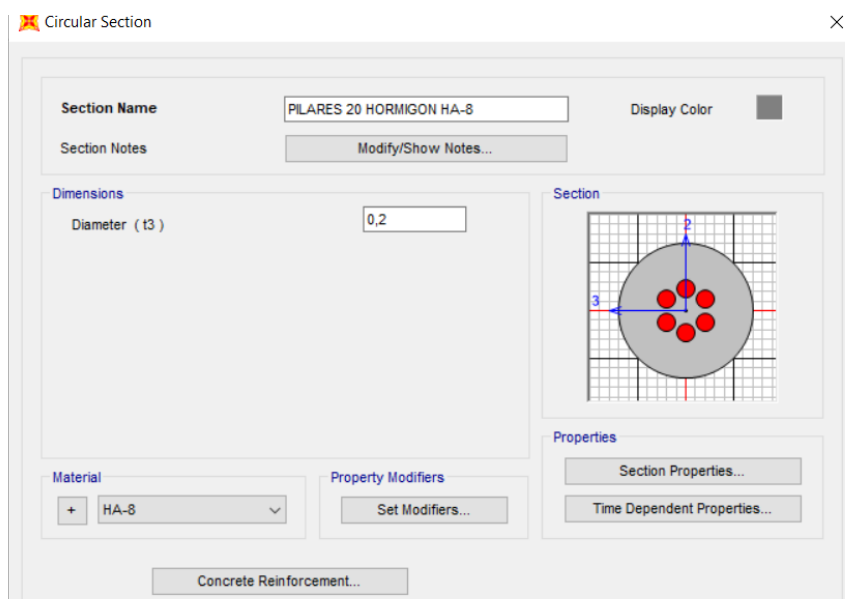 Circular Section
Section Name PILARES 20 HORMIGON HA-8 Display Color
Section Notes Modify/Show Notes...
Dimensions
Diameter ( t3 ) 0,2
Section
2
3
Properties
Section Properties...
Time Dependent Properties...
Material
+ HA-8
Property Modifiers
Set Modifiers...
Concrete Reinforcement...